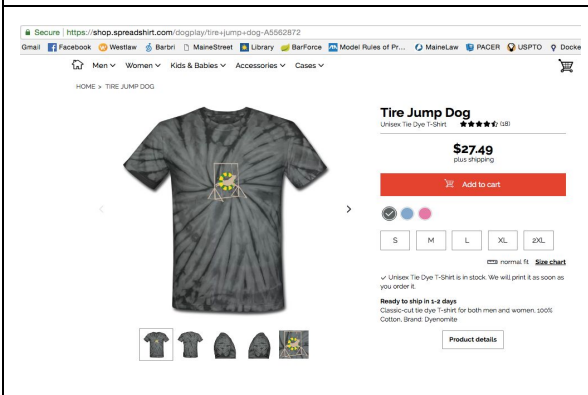 Secure | https://shop.spreadshirt.com/dogplay/tire+jump+dog-A5562872
Gmail Facebook Westlaw Barbri MaineStreet Library BarForce Model Rules of Pr... MaineLaw PACER USPTO Docke
Men Women Kids & Babies Accessories Cases
HOME > TIRE JUMP DOG
Tire Jump Dog
Unisex Tie Dye T-Shirt (18)
$27.49
plus shipping
Add to cart
S M L XL 2XL
normal fit Size chart
✓ Unisex Tie Dye T-Shirt is in stock. We will print it as soon as
you order it.
Ready to ship in 1-2 days
Classic-cut tie dye T-shirt for both men and women, 100%
Cotton, Brand: Dyenomite
Product details